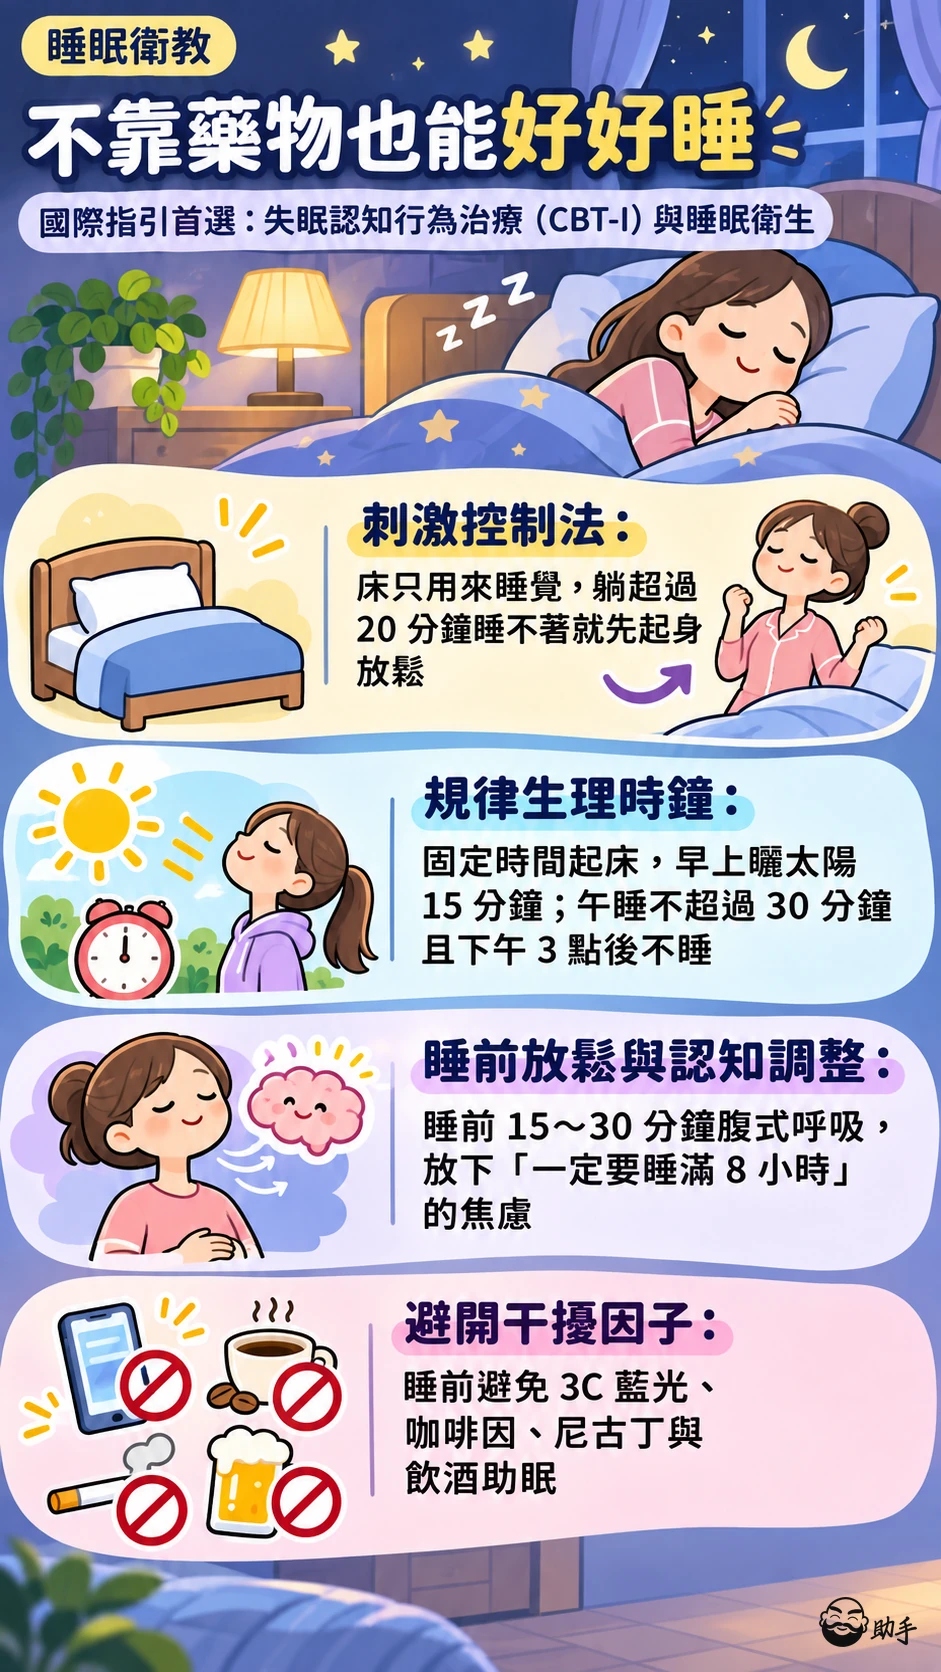 睡眠衛教
不靠藥物也能好好睡
國際指引首選：失眠認知行為治療（CBT-I）與睡眠衛生
zzz
刺激控制法：
床只用來睡覺，躺超過
20 分鐘睡不著就先起身
放鬆
規律生理時鐘：
固定時間起床，早上曬太陽
15 分鐘；午睡不超過 30 分鐘
且下午 3 點後不睡
睡前放鬆與認知調整：
睡前 15～30 分鐘腹式呼吸，
放下「一定要睡滿 8 小時」
的焦慮
避開干擾因子：
睡前避免 3C 藍光、
咖啡因、尼古丁與
飲酒助眠
助手